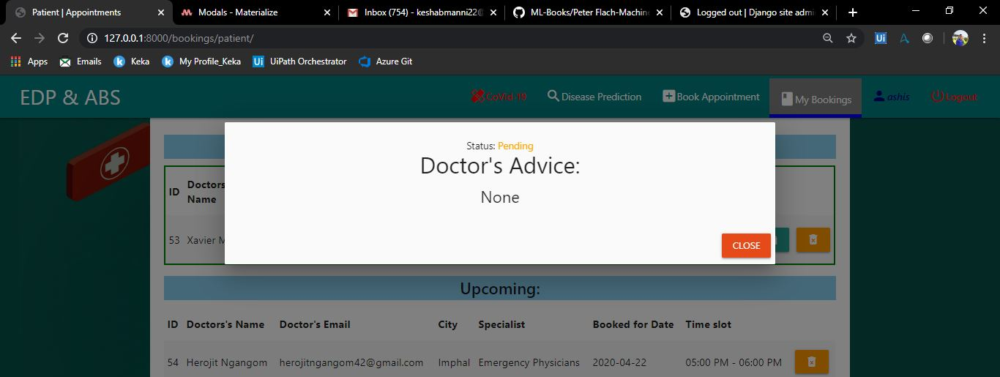 Patient | Appointments
Modals - Materialize
Inbox (754) - keshabmanni22@
ML-Books/Peter Flach-Machine
Logged out | Django site admi
127.0.0.1:8000/bookings/patient/
Apps
Emails
Keka
My Profile_Keka
UiPath Orchestrator
Azure Git
EDP & ABS
CoVid-19
Disease Prediction
Book Appointment
My Bookings
ashis
Logout
Status: Pending
Doctor's Advice:
None
CLOSE
ID
Doctors
Name
53 Xavier M
Upcoming:
ID Doctors's Name Doctor's Email City Specialist Booked for Date Time slot
54 Herojit Ngangom herojitngangom42@gmail.com Imphal Emergency Physicians 2020-04-22 05:00 PM - 06:00 PM